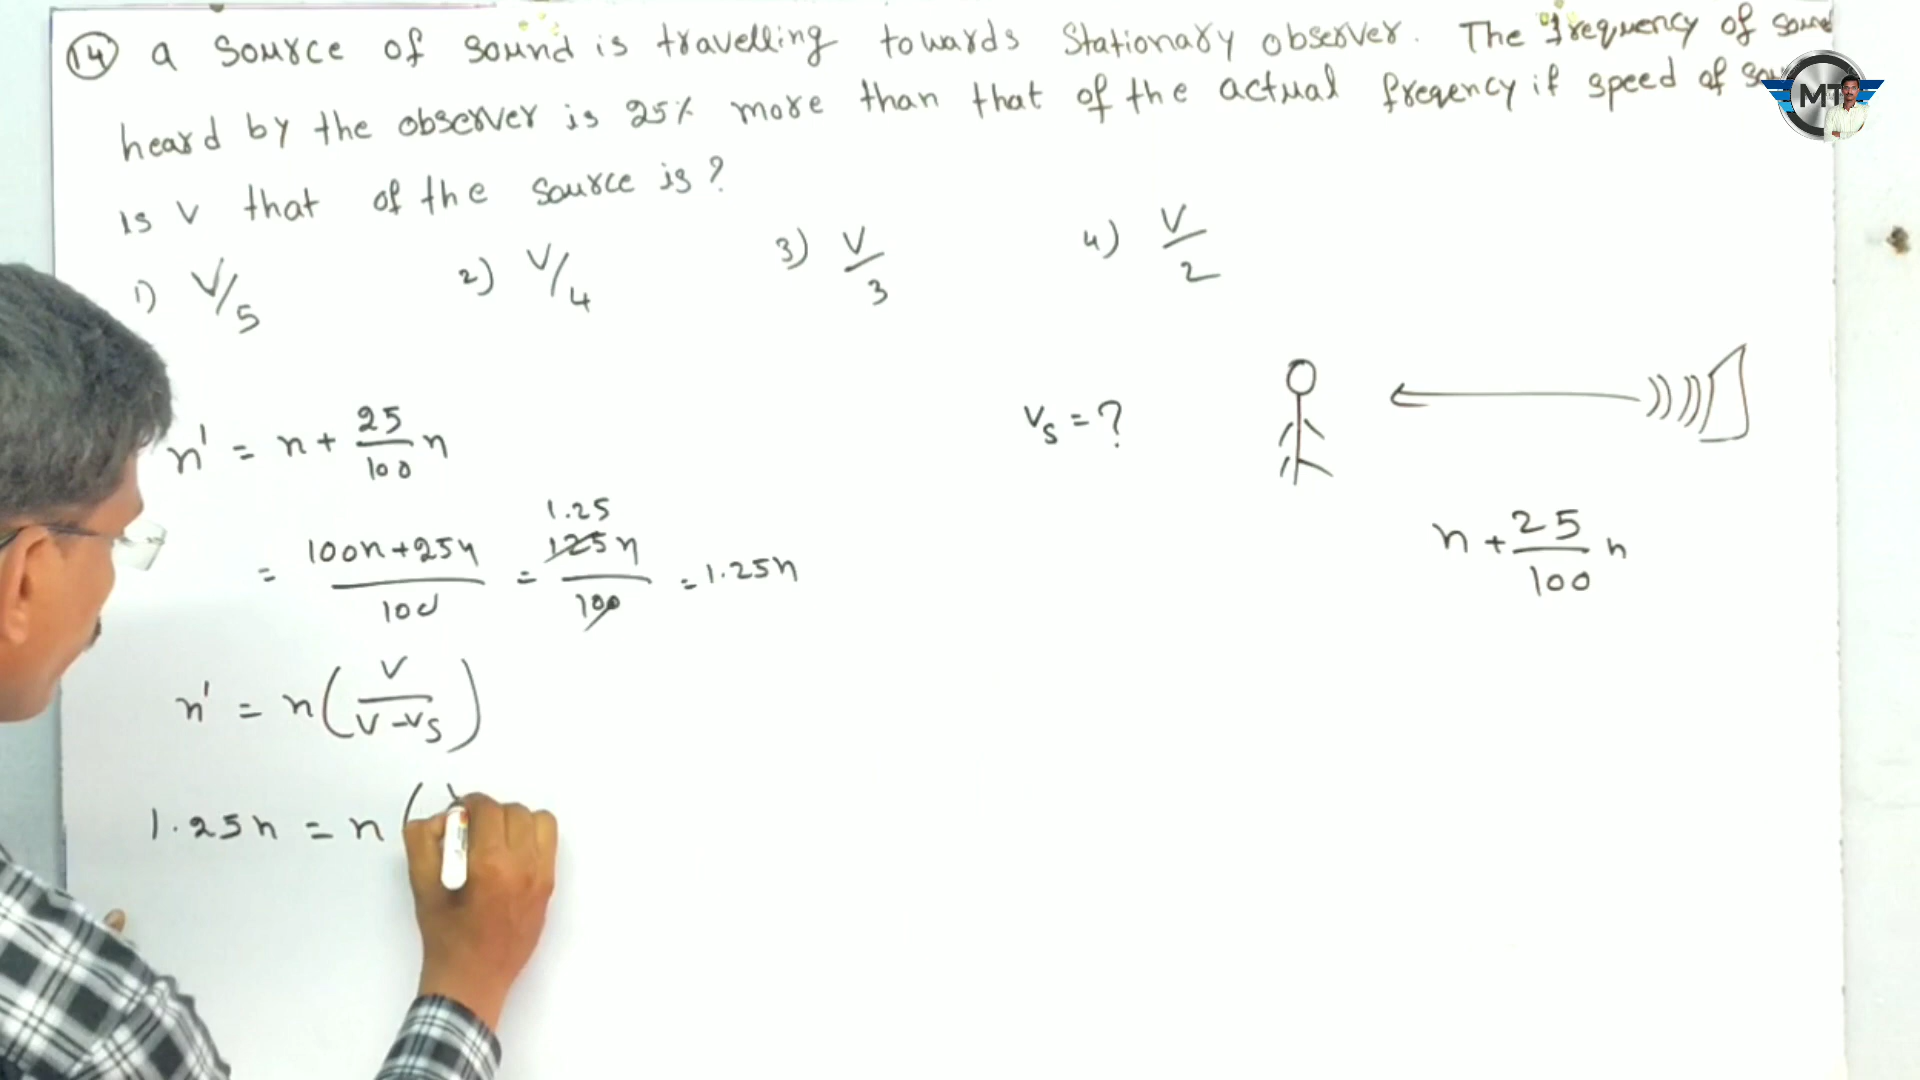 14 a source of sound is travelling towards stationary observer. The frequency of sound
heard by the observer is 25% more than that of the actual freqency if speed of
is v that of the source is ?
1) V/5 2) V/4 3) V/3 4) V/2
n' = n + 25/100 n
Vs = ?
= 100n+25n/100 = 125n/100 = 1.25n
1.25
n + 25/100 n
n' = n(V/V-Vs)
1.25n = n (
MT